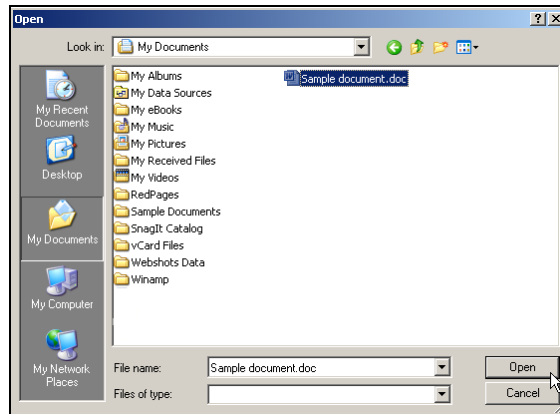 Open
Look in: My Documents
My Recent
Documents
Desktop
My Documents
My Computer
My Network
Places
My Albums
My Data Sources
My eBooks
My Music
My Pictures
My Received Files
My Videos
RedPages
Sample Documents
SnagIt Catalog
vCard Files
Webshots Data
Winamp
Sample document.doc
File name: Sample document.doc Open
Files of type: Cancel